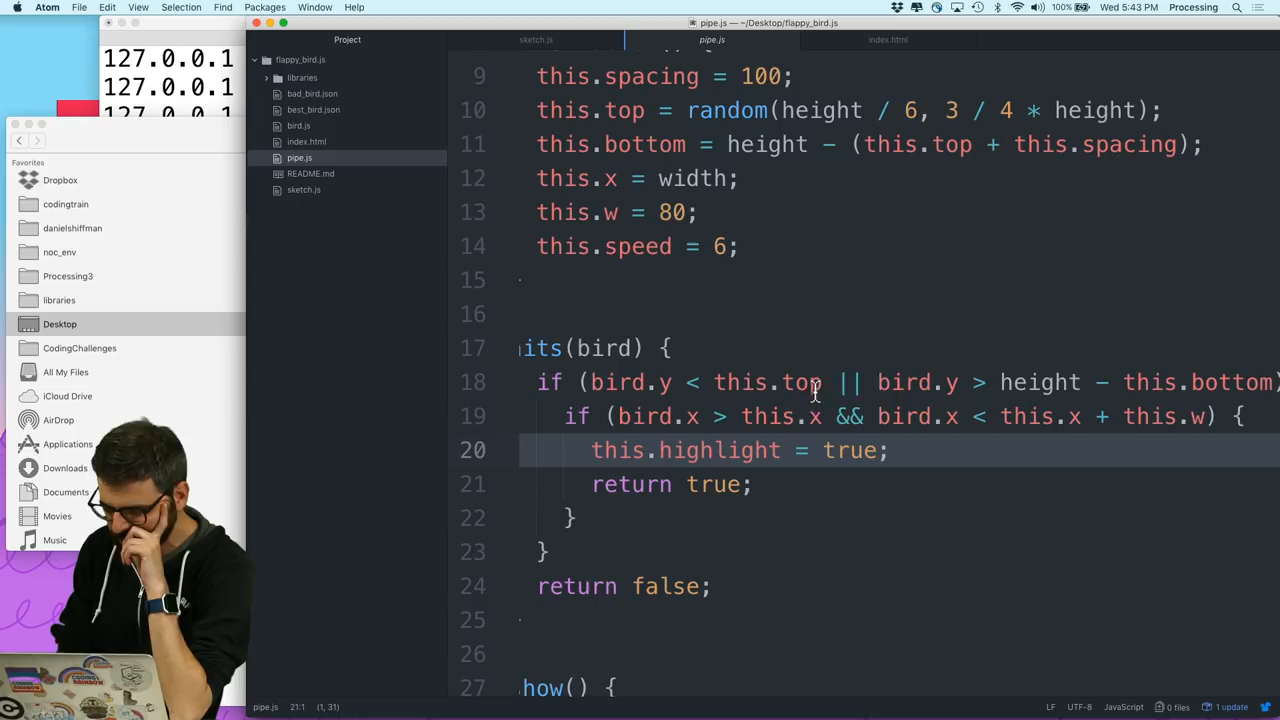 Atom File Edit View Selection Find Packages Window Help 100% Wed 5:43 PM Processing
127.0.0.1
127.0.0.1
127.0.0.1
Favorites
Dropbox
codingtrain
danielshiffman
noc_env
Processing3
libraries
Desktop
CodingChallenges
All My Files
iCloud Drive
AirDrop
Applications
Downloads
Documents
Movies
Music
pipe.js — ~/Desktop/flappy_bird.js
Project
sketch.js pipe.js index.html
flappy_bird.js
libraries
bad_bird.json
best_bird.json
bird.js
index.html
pipe.js
README.md
sketch.js
9 this.spacing = 100;
10 this.top = random(height / 6, 3 / 4 * height);
11 this.bottom = height - (this.top + this.spacing);
12 this.x = width;
13 this.w = 80;
14 this.speed = 6;
15
16
17 its(bird) {
18 if (bird.y < this.top || bird.y > height - this.bottom)
19 if (bird.x > this.x && bird.x < this.x + this.w) {
20 this.highlight = true;
21 return true;
22 }
23 }
24 return false;
25
26
27 how() {
pipe.js 21:1 (1, 31) LF UTF-8 JavaScript 0 files 1 update